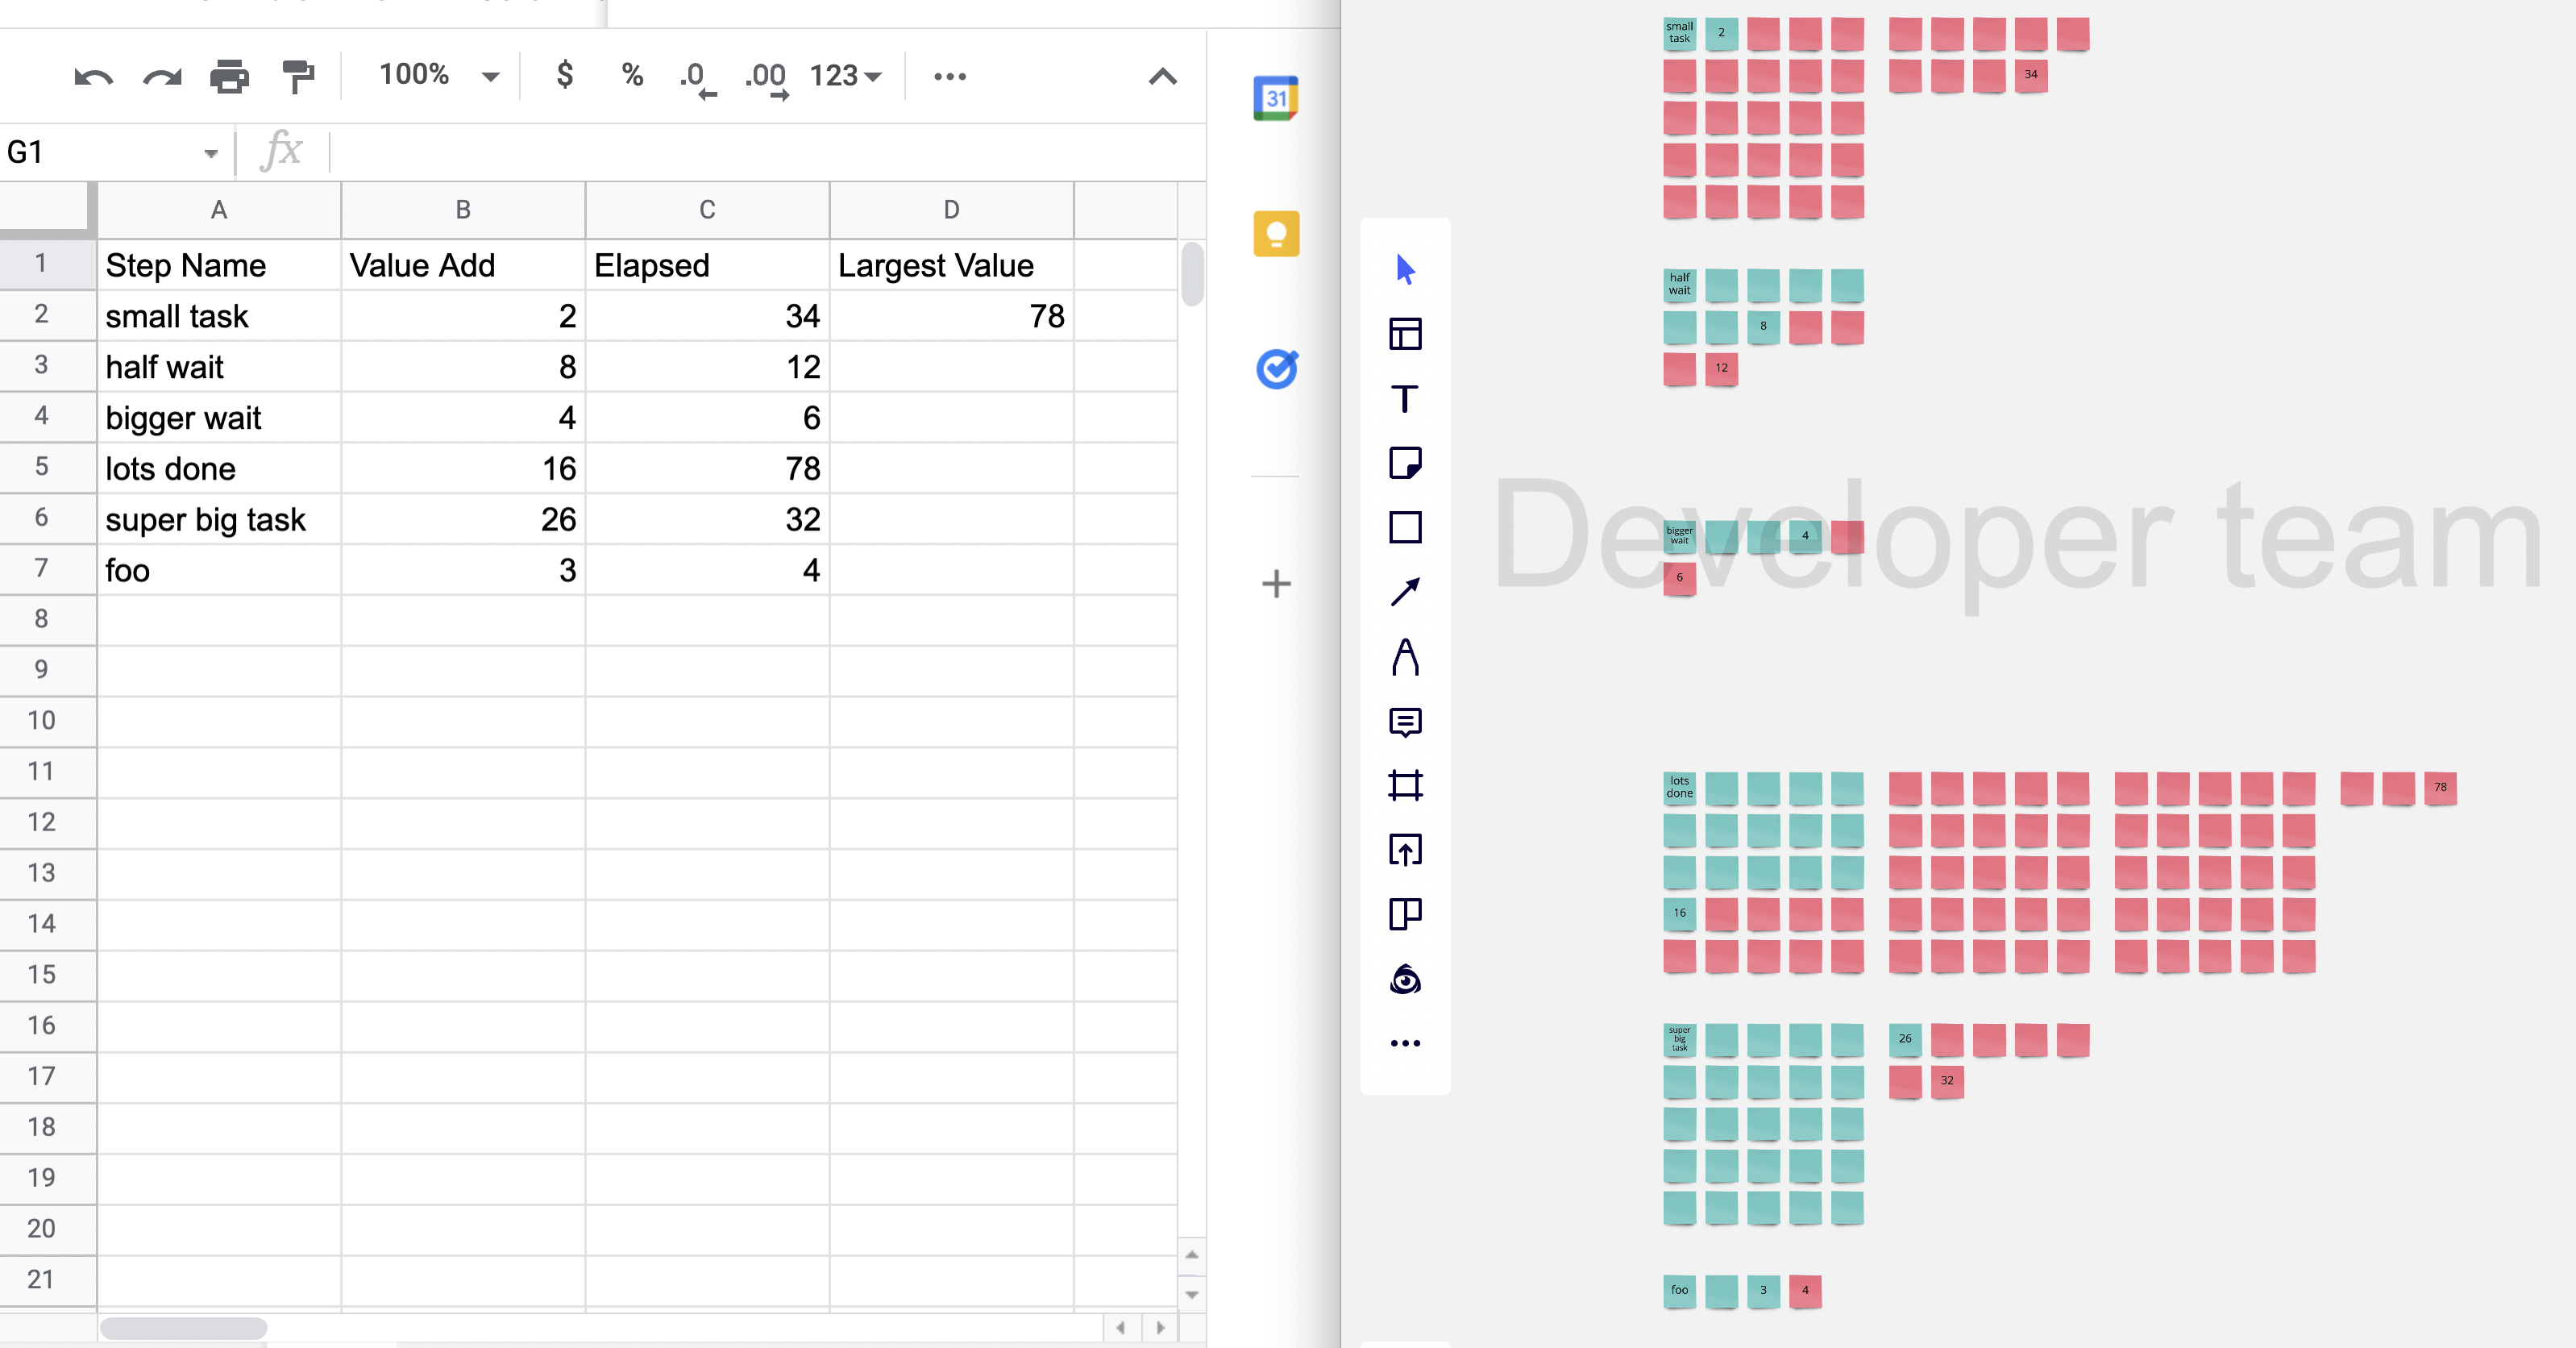 100%
$ % .0 .00 123
G1 fx
A B C D
1 Step Name Value Add Elapsed Largest Value
2 small task 2 34 78
3 half wait 8 12
4 bigger wait 4 6
5 lots done 16 78
6 super big task 26 32
7 foo 3 4
8
9
10
11
12
13
14
15
16
17
18
19
20
21
31
T
small
task
2
34
half
wait
8
12
Developer team
bigger
wait
4
6
lots
done
78
16
super
big
task
26
32
foo
3
4